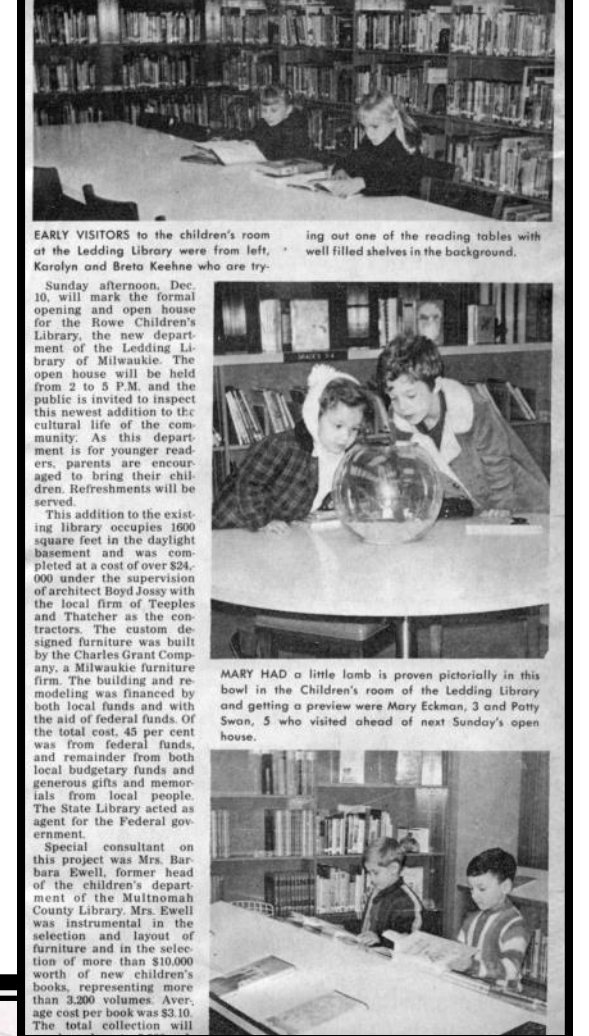 EARLY VISITORS to the children's room
at the Ledding Library were from left,
Karolyn and Breta Keehne who are try-
ing out one of the reading tables with
well filled shelves in the background.
Sunday afternoon, Dec.
10, will mark the formal
opening and open house
for the Rowe Children's
Library, the new depart-
ment of the Ledding Li-
brary of Milwaukie. The
open house will be held
from 2 to 5 P.M. and the
public is invited to inspect
this newest addition to the
cultural life of the com-
munity. As this depart-
ment is for younger read-
ers, parents are encour-
aged to bring their chil-
dren. Refreshments will be
served.
This addition to the exist-
ing library occupies 1600
square feet in the daylight
basement and was com-
pleted at a cost of over $24,-
000 under the supervision
of architect Boyd Jossy with
the local firm of Teeples
and Thatcher as the con-
tractors. The custom de-
signed furniture was built
by the Charles Grant Comp-
any, a Milwaukie furniture
firm. The building and re-
modeling was financed by
both local funds and with
the aid of federal funds. Of
the total cost, 45 per cent
was from federal funds,
and remainder from both
local budgetary funds and
generous gifts and memor-
ials from local people.
The State Library acted as
agent for the Federal gov-
ernment.
Special consultant on
this project was Mrs. Bar-
bara Ewell, former head
of the children's depart-
ment of the Multnomah
County Library. Mrs. Ewell
was instrumental in the
selection and layout of
furniture and in the selec-
tion of more than $10,000
worth of new children's
books, representing more
than 3,200 volumes. Aver-
age cost per book was $3.10.
The total collection will
MARY HAD a little lamb is proven pictorially in this
bowl in the Children's room of the Ledding Library
and getting a preview were Mary Eckman, 3 and Patty
Swan, 5 who visited ahead of next Sunday's open
house.